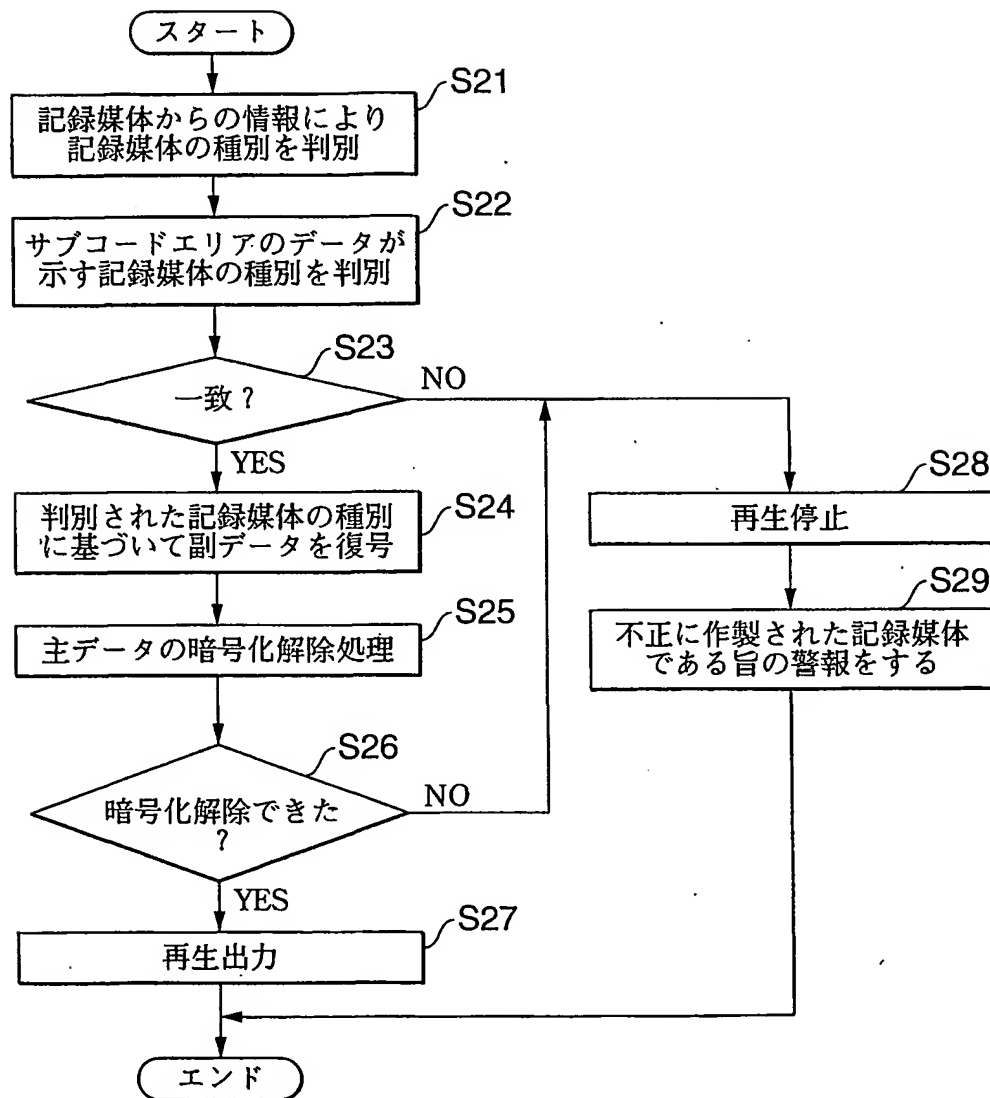 スタート
S21
記録媒体からの情報により
記録媒体の種別を判別
S22
サブコードエリアのデータが
示す記録媒体の種別を判別
S23
一致?
NO
YES
S24
判別された記録媒体の種別
に基づいて副データを復号
S25
主データの暗号化解除処理
S26
暗号化解除できた
?
NO
YES
S27
再生出力
S28
再生停止
S29
不正に作製された記録媒体
である旨の警報をする
エンド